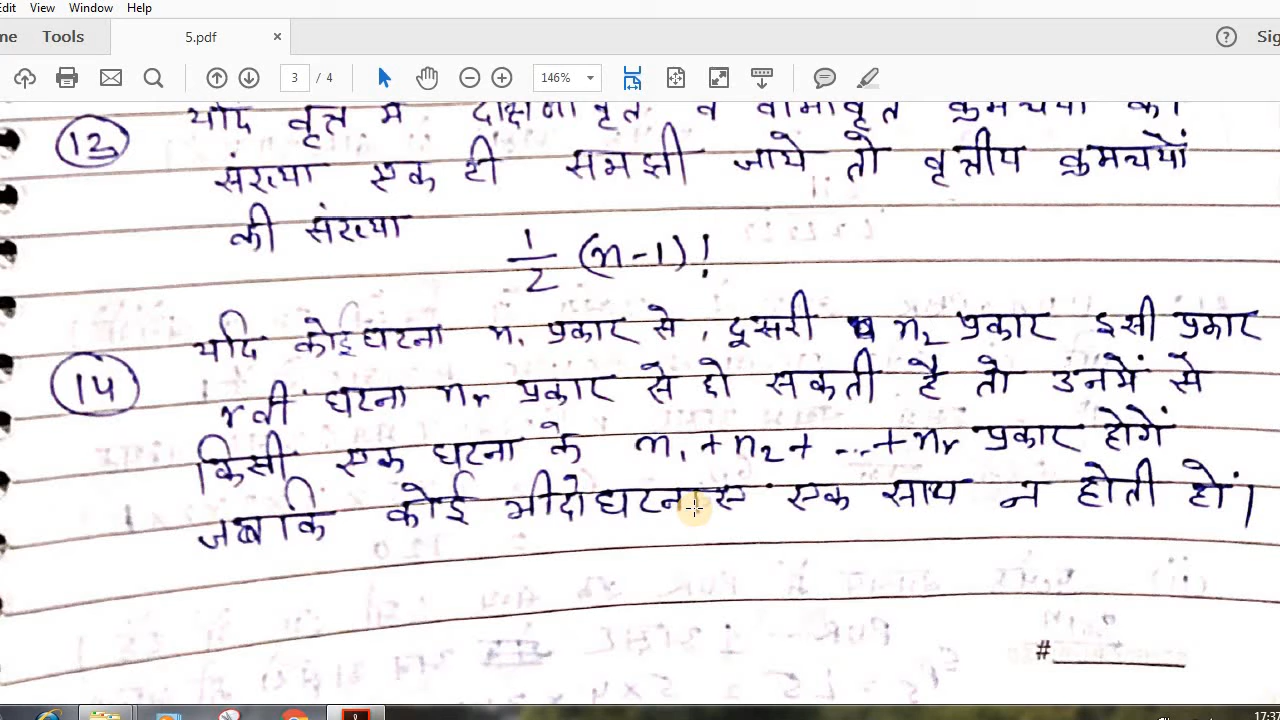 Edit View Window Help
me Tools 5.pdf × ? Sig
3 / 4 146%
13 यदि वृत्त में दक्षिणावृत व वामावृत क्रमचयों की
संख्या एक ही समझी जाये तो वृत्तीय क्रमचयों
की संख्या
1/2 (n-1)!
14 यदि कोई घटना n₁ प्रकार से, दूसरी n₂ प्रकार इसी प्रकार
rवीं घटना nr प्रकार से हो सकती है तो उनमें से
किसी एक घटना के n₁ + n₂ + ... + nr प्रकार होगें
जबकि कोई भी दो घटनाएं एक साथ न होती हों।
#